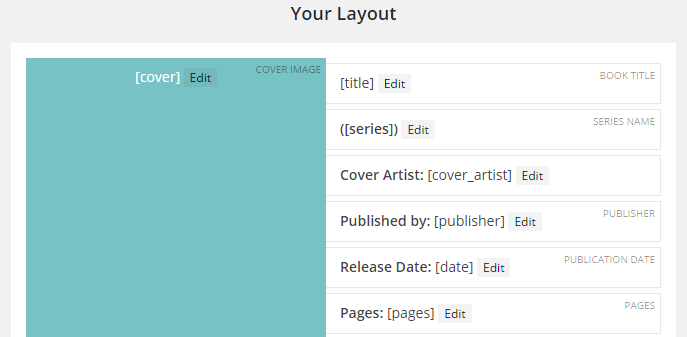 Your Layout
[cover] Edit
COVER IMAGE
[title] Edit
BOOK TITLE
([series]) Edit
SERIES NAME
Cover Artist: [cover_artist] Edit
Published by: [publisher] Edit
PUBLISHER
Release Date: [date] Edit
PUBLICATION DATE
Pages: [pages] Edit
PAGES